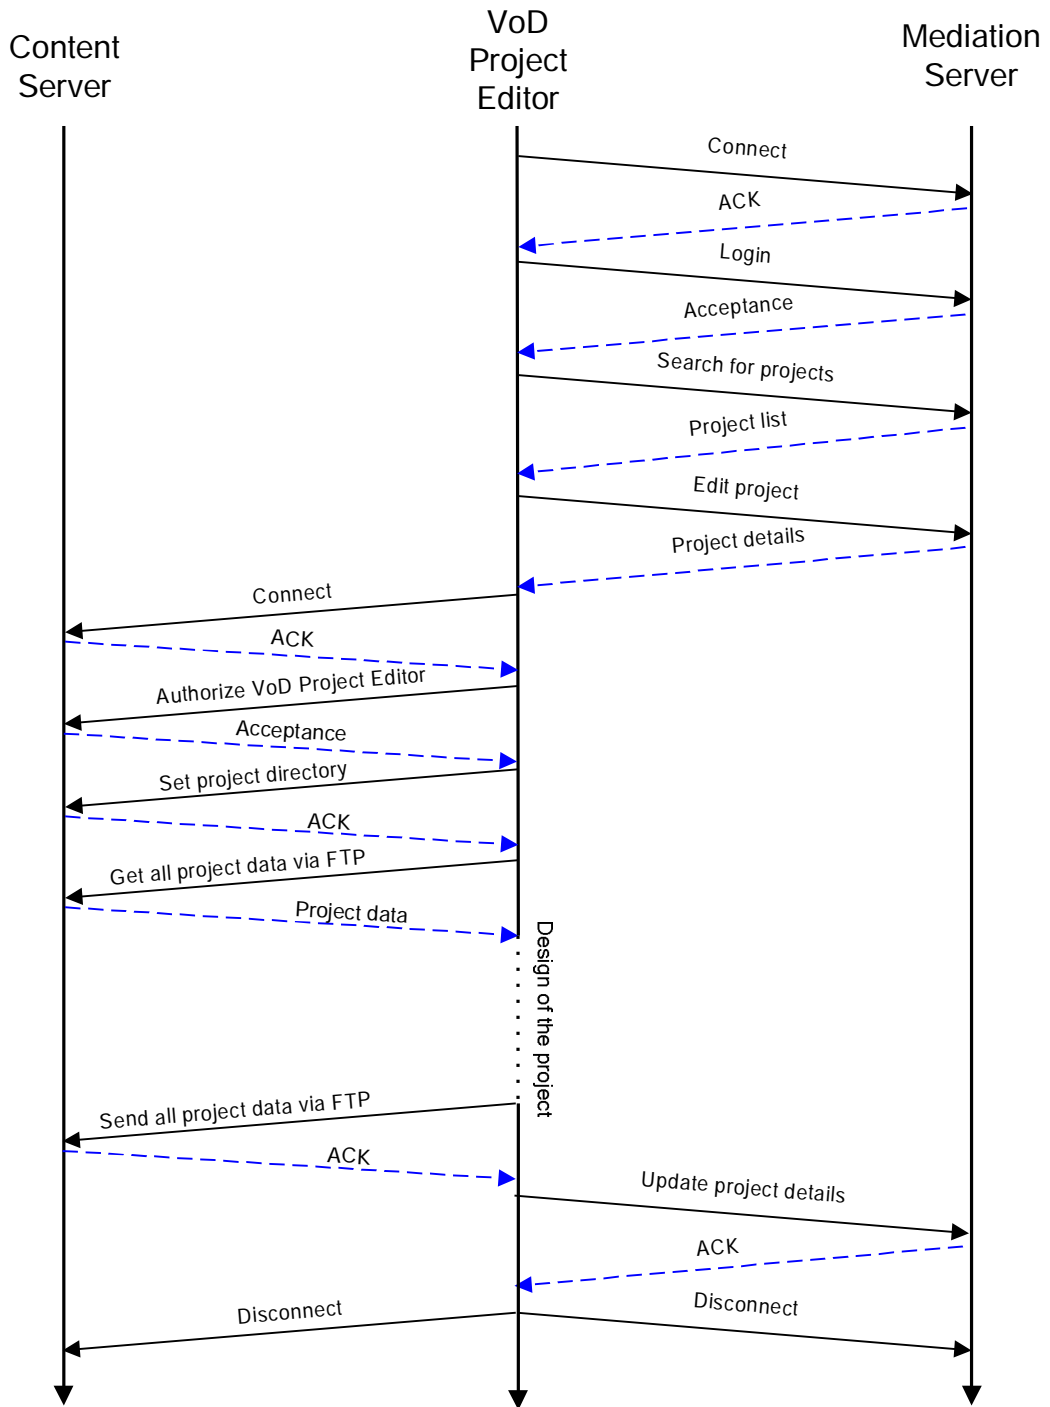 Content
Server
VoD
Project
Editor
Mediation
Server
Connect
ACK
Login
Acceptance
Search for projects
Project list
Edit project
Project details
Connect
ACK
Authorize VoD Project Editor
Acceptance
Set project directory
ACK
Get all project data via FTP
Project data
Design of the project
Send all project data via FTP
ACK
Update project details
ACK
Disconnect
Disconnect